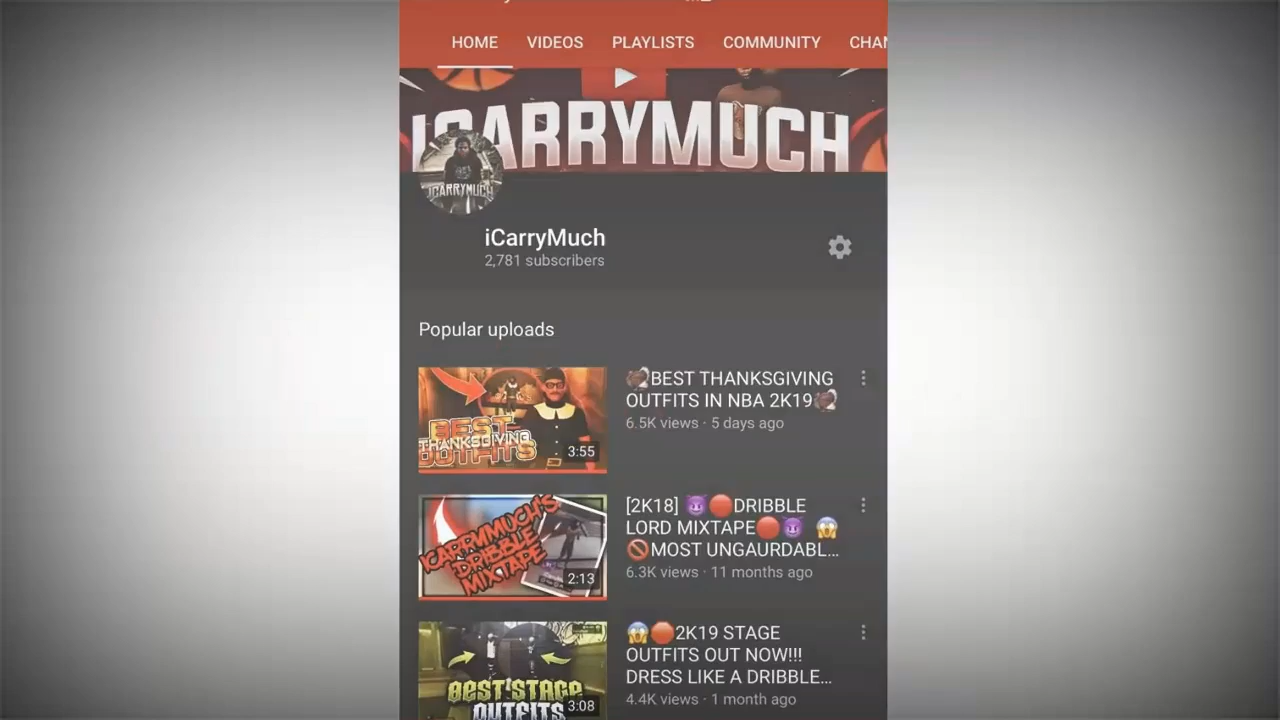 HOME VIDEOS PLAYLISTS COMMUNITY CHAN
ICARRYMUCH
ICARRYMUCH
iCarryMuch
2,781 subscribers
Popular uploads
BEST
THANKSGIVING
OUTFITS
3:55
🦃BEST THANKSGIVING
OUTFITS IN NBA 2K19🦃
6.5K views · 5 days ago
ICARRYMUCH'S
DRIBBLE
MIXTAPE
2:13
[2K18] 😈🔴DRIBBLE
LORD MIXTAPE🔴😈 😱
🚫MOST UNGAURDABL...
6.3K views · 11 months ago
BEST STAGE
OUTFITS
3:08
😱🔴2K19 STAGE
OUTFITS OUT NOW!!!
DRESS LIKE A DRIBBLE...
4.4K views · 1 month ago